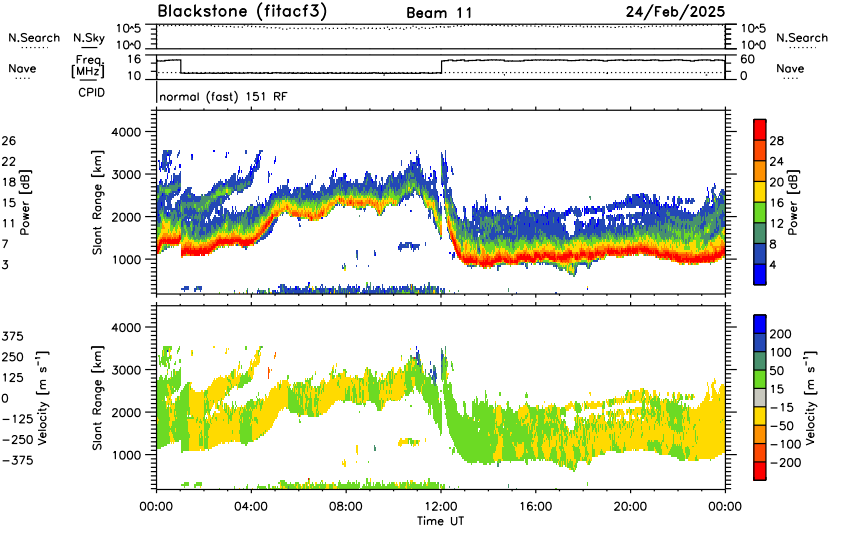 Blackstone (fitacf3) Beam 11 24/Feb/2025
N.Search N.Sky 10^5 10^0 10^5 10^0 N.Search
Nave Freq. [MHz] 16 10 60 0 Nave
CPID normal (fast) 151 RF
Power [dB] 26 22 18 15 11 7 3
Slant Range [km] 4000 3000 2000 1000
28 24 20 16 12 8 4 Power [dB]
Velocity [m s⁻¹] 375 250 125 0 −125 −250 −375
Slant Range [km] 4000 3000 2000 1000
200 100 50 15 −15 −50 −100 −200 Velocity [m s⁻¹]
00:00 04:00 08:00 12:00 16:00 20:00 00:00
Time UT